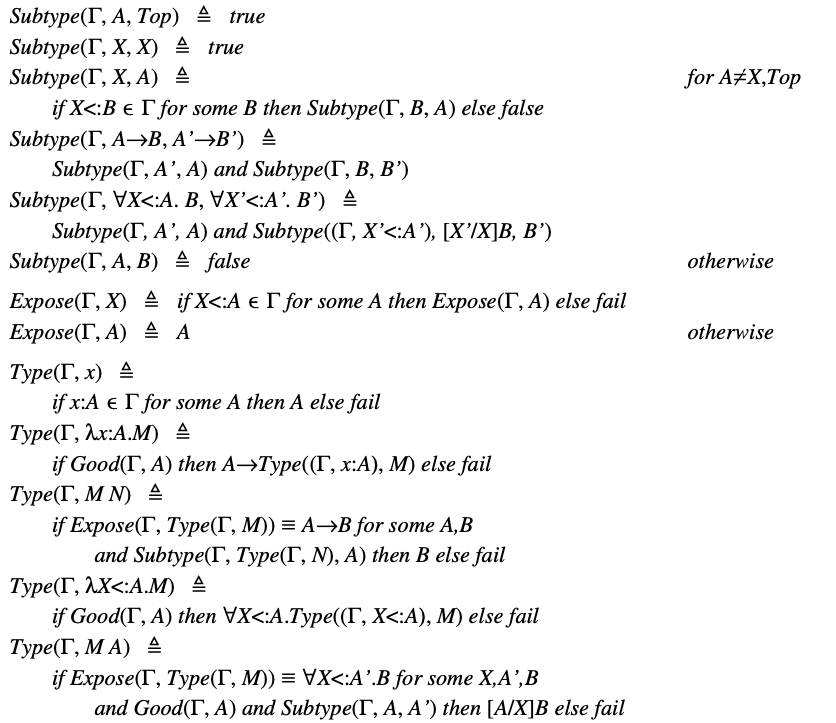 Subtype(Γ, A, Top) ≜ true
Subtype(Γ, X, X) ≜ true
Subtype(Γ, X, A) ≜ for A≠X,Top
if X<:B ∈ Γ for some B then Subtype(Γ, B, A) else false
Subtype(Γ, A→B, A'→B') ≜
Subtype(Γ, A', A) and Subtype(Γ, B, B')
Subtype(Γ, ∀X<:A. B, ∀X'<:A'. B') ≜
Subtype(Γ, A', A) and Subtype((Γ, X'<:A'), [X'/X]B, B')
Subtype(Γ, A, B) ≜ false otherwise
Expose(Γ, X) ≜ if X<:A ∈ Γ for some A then Expose(Γ, A) else fail
Expose(Γ, A) ≜ A otherwise
Type(Γ, x) ≜
if x:A ∈ Γ for some A then A else fail
Type(Γ, λx:A.M) ≜
if Good(Γ, A) then A→Type((Γ, x:A), M) else fail
Type(Γ, M N) ≜
if Expose(Γ, Type(Γ, M)) ≡ A→B for some A,B
and Subtype(Γ, Type(Γ, N), A) then B else fail
Type(Γ, λX<:A.M) ≜
if Good(Γ, A) then ∀X<:A.Type((Γ, X<:A), M) else fail
Type(Γ, M A) ≜
if Expose(Γ, Type(Γ, M)) ≡ ∀X<:A'.B for some X,A',B
and Good(Γ, A) and Subtype(Γ, A, A') then [A/X]B else fail